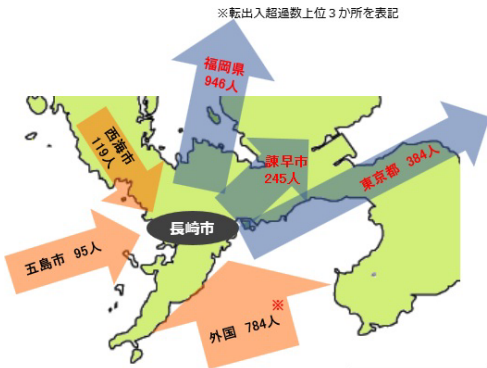 ※転出入超過数上位３か所を表記
福岡県
946人
西海市
119人
諫早市
245人
東京都 384人
長崎市
五島市 95人
※
外国 784人